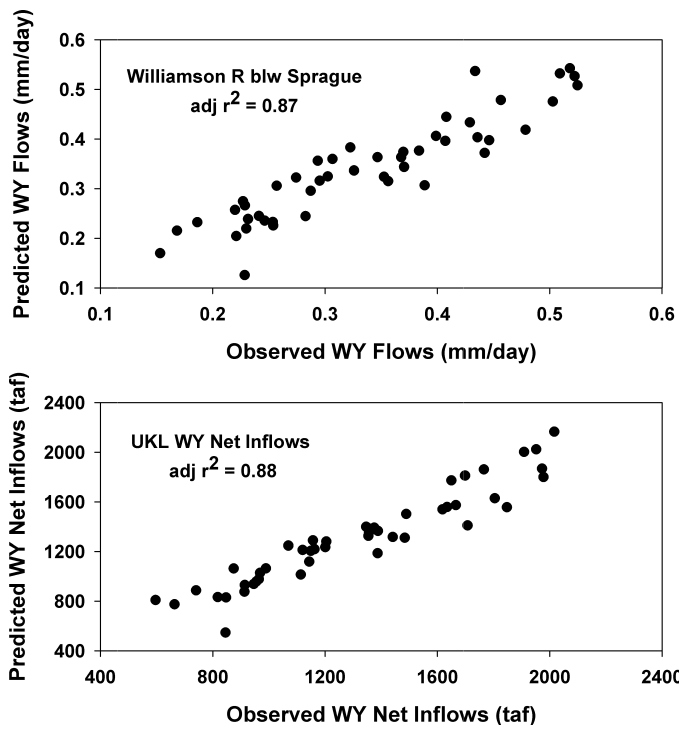 Predicted WY Flows (mm/day)
0.6
0.5
0.4
0.3
0.2
0.1
Williamson R blw Sprague
adj r² = 0.87
0.1 0.2 0.3 0.4 0.5 0.6
Observed WY Flows (mm/day)
Predicted WY Net Inflows (taf)
2400
2000
1600
1200
800
400
UKL WY Net Inflows
adj r² = 0.88
400 800 1200 1600 2000 2400
Observed WY Net Inflows (taf)